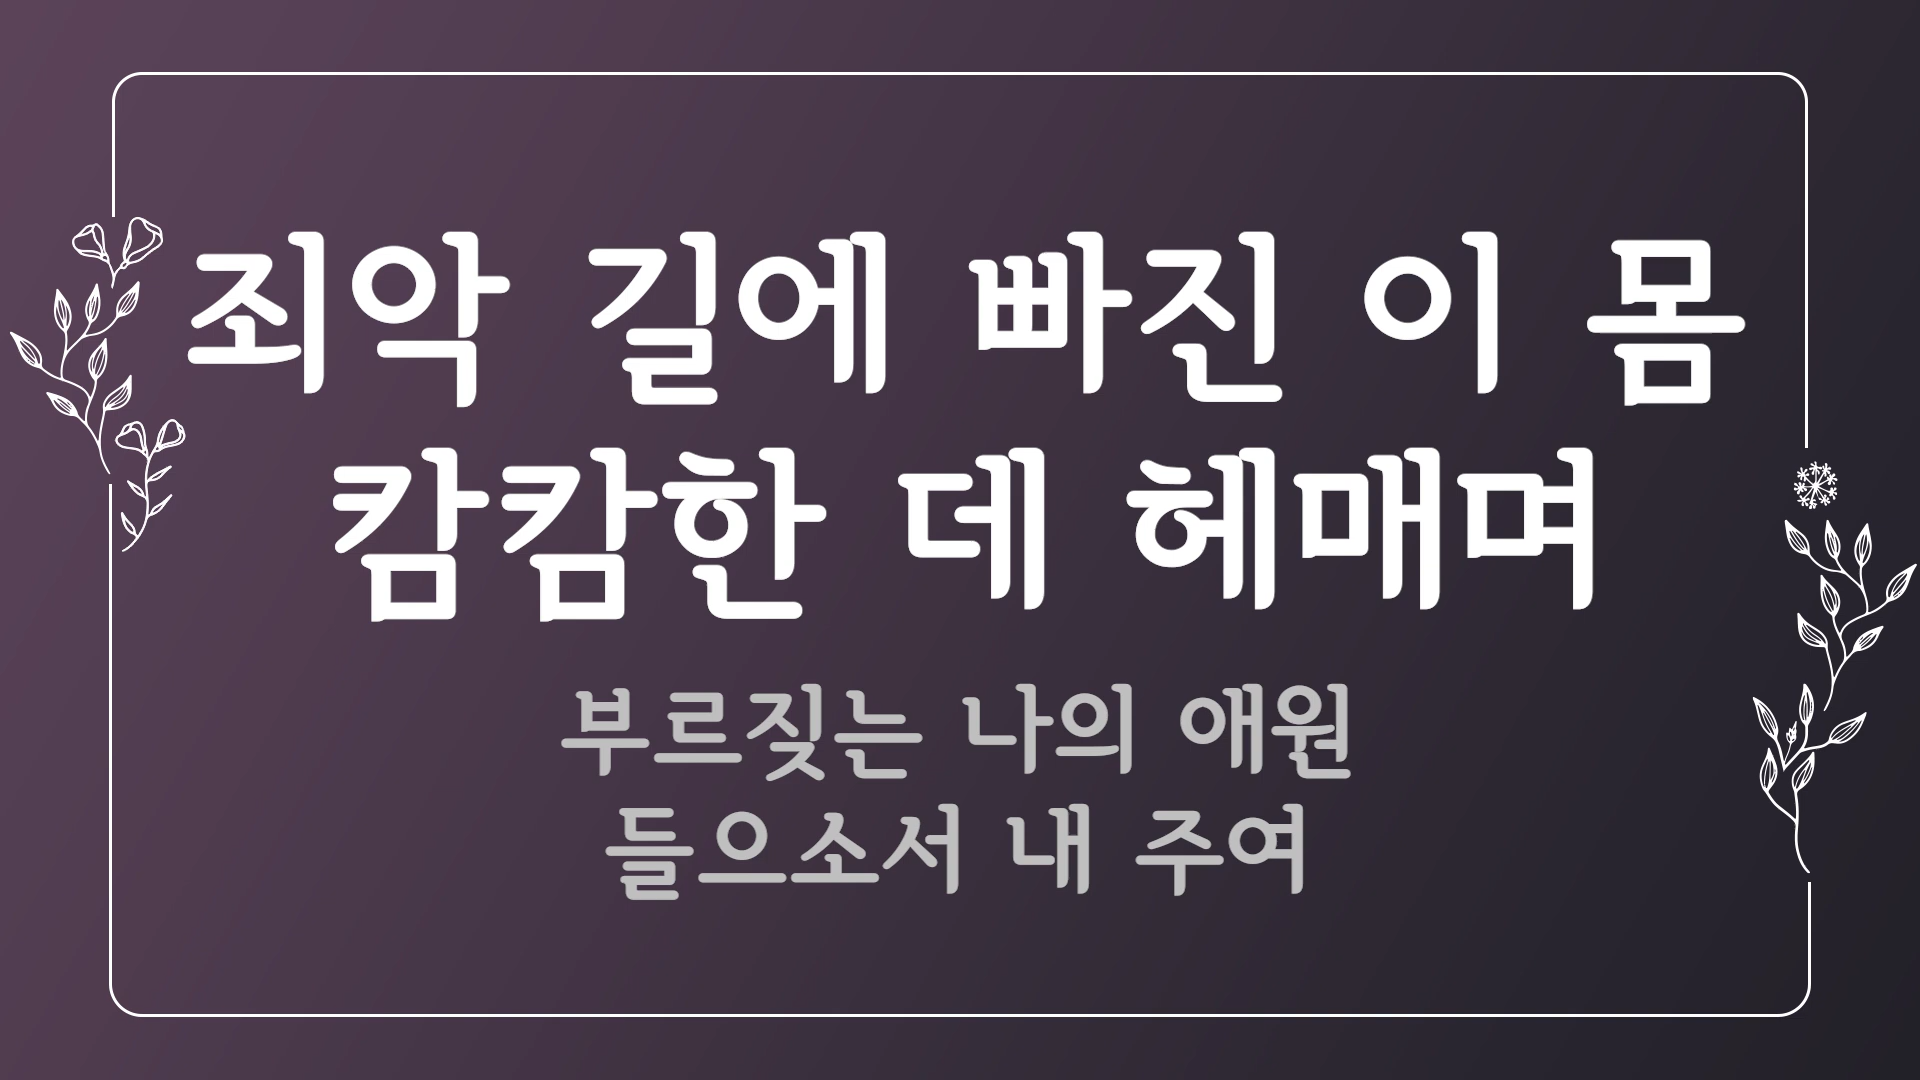 죄악 길에 빠진 이 몸
캄캄한 데 헤매며
부르짖는 나의 애원
들으소서 내 주여